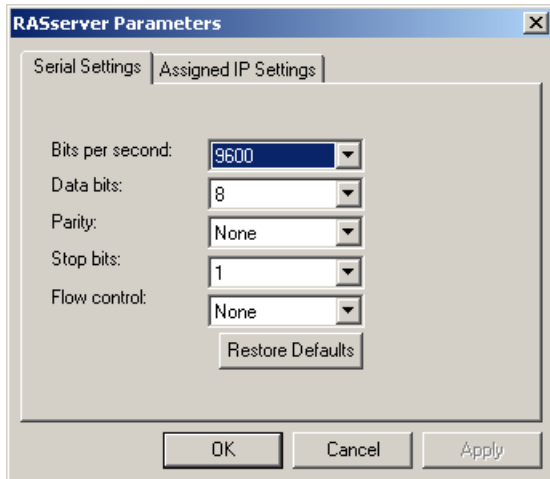 RASserver Parameters
Serial Settings Assigned IP Settings
Bits per second: 9600
Data bits: 8
Parity: None
Stop bits: 1
Flow control: None
Restore Defaults
OK Cancel Apply